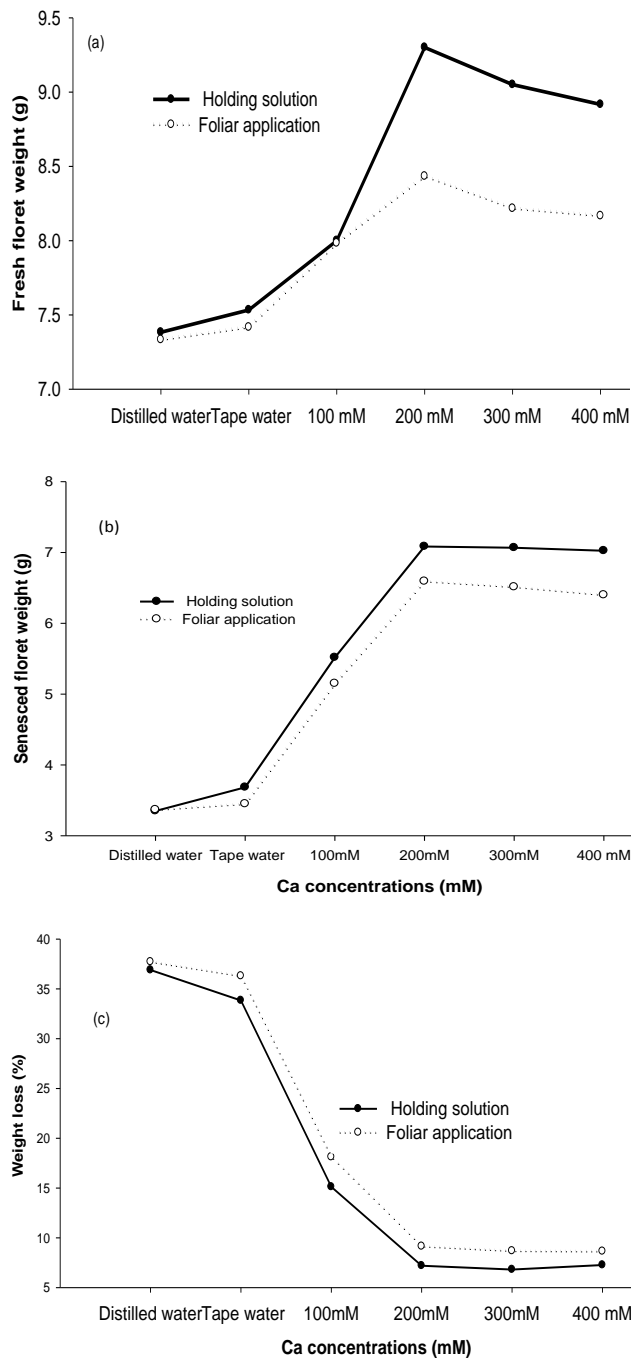 (a)
9.5
9.0
8.5
8.0
7.5
7.0
Fresh floret weight (g)
Holding solution
Foliar application
Distilled water Tape water 100 mM 200 mM 300 mM 400 mM
(b)
8
7
6
5
4
3
Senesced floret weight (g)
Holding solution
Foliar application
Distilled water Tape water 100mM 200mM 300mM 400 mM
Ca concentrations (mM)
(c)
40
35
30
25
20
15
10
5
Weight loss (%)
Holding solution
Foliar application
Distilled water Tape water 100mM 200mM 300mM 400 mM
Ca concentrations (mM)